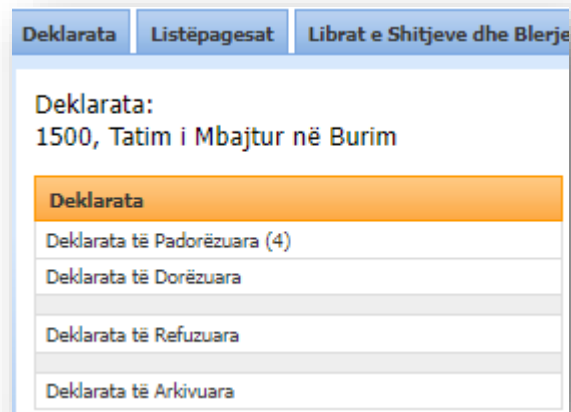 Deklarata Listëpagesat Librat e Shitjeve dhe Blerje
Deklarata:
1500, Tatim i Mbajtur në Burim
Deklarata
Deklarata të Padorëzuara (4)
Deklarata të Dorëzuara
Deklarata të Refuzuara
Deklarata të Arkivuara